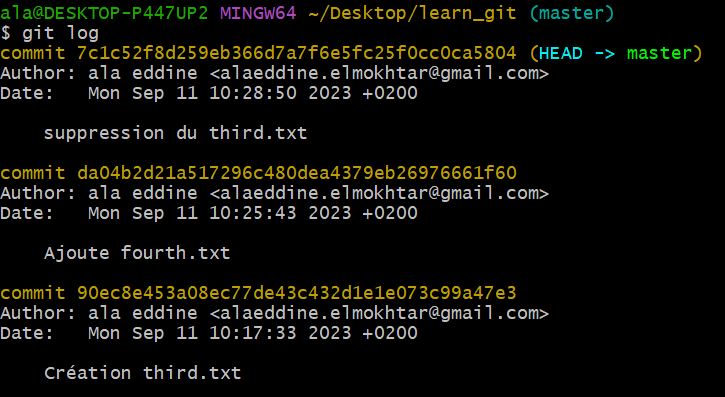 ala@DESKTOP-P447UP2 MINGW64 ~/Desktop/learn_git (master)
$ git log
commit 7c1c52f8d259eb366d7a7f6e5fc25f0cc0ca5804 (HEAD -> master)
Author: ala eddine <alaeddine.elmokhtar@gmail.com>
Date:   Mon Sep 11 10:28:50 2023 +0200
    suppression du third.txt
commit da04b2d21a517296c480dea4379eb26976661f60
Author: ala eddine <alaeddine.elmokhtar@gmail.com>
Date:   Mon Sep 11 10:25:43 2023 +0200
    Ajoute fourth.txt
commit 90ec8e453a08ec77de43c432d1e1e073c99a47e3
Author: ala eddine <alaeddine.elmokhtar@gmail.com>
Date:   Mon Sep 11 10:17:33 2023 +0200
    Création third.txt